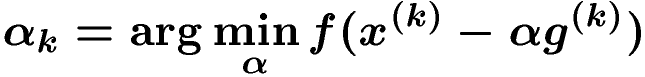 αₖ = arg min_α f(x⁽ᵏ⁾ − αg⁽ᵏ⁾)